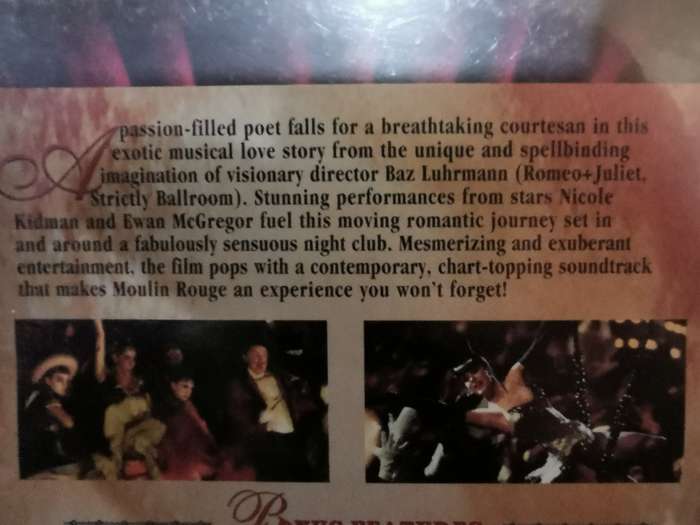 A passion-filled poet falls for a breathtaking courtesan in this
exotic musical love story from the unique and spellbinding
imagination of visionary director Baz Luhrmann (Romeo+Juliet,
Strictly Ballroom). Stunning performances from stars Nicole
Kidman and Ewan McGregor fuel this moving romantic journey set in
and around a fabulously sensuous night club. Mesmerizing and exuberant
entertainment, the film pops with a contemporary, chart-topping soundtrack
that makes Moulin Rouge an experience you won't forget!
BONUS FEATURES